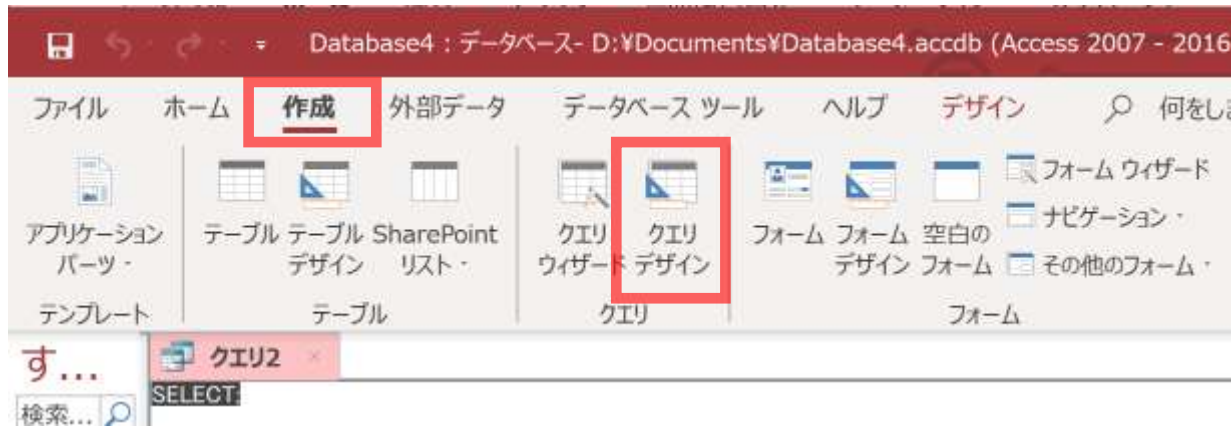 Database4 : データベース- D:¥Documents¥Database4.accdb (Access 2007 - 2016
ファイル ホーム 作成 外部データ データベース ツール ヘルプ デザイン 何をしま
アプリケーション パーツ
テーブル
テーブル デザイン
SharePoint リスト
クエリ ウィザード
クエリ デザイン
フォーム
フォーム デザイン
空白の フォーム
フォーム ウィザード
ナビゲーション
その他のフォーム
テンプレート テーブル クエリ フォーム
す...
クエリ2
検索...
SELECT;